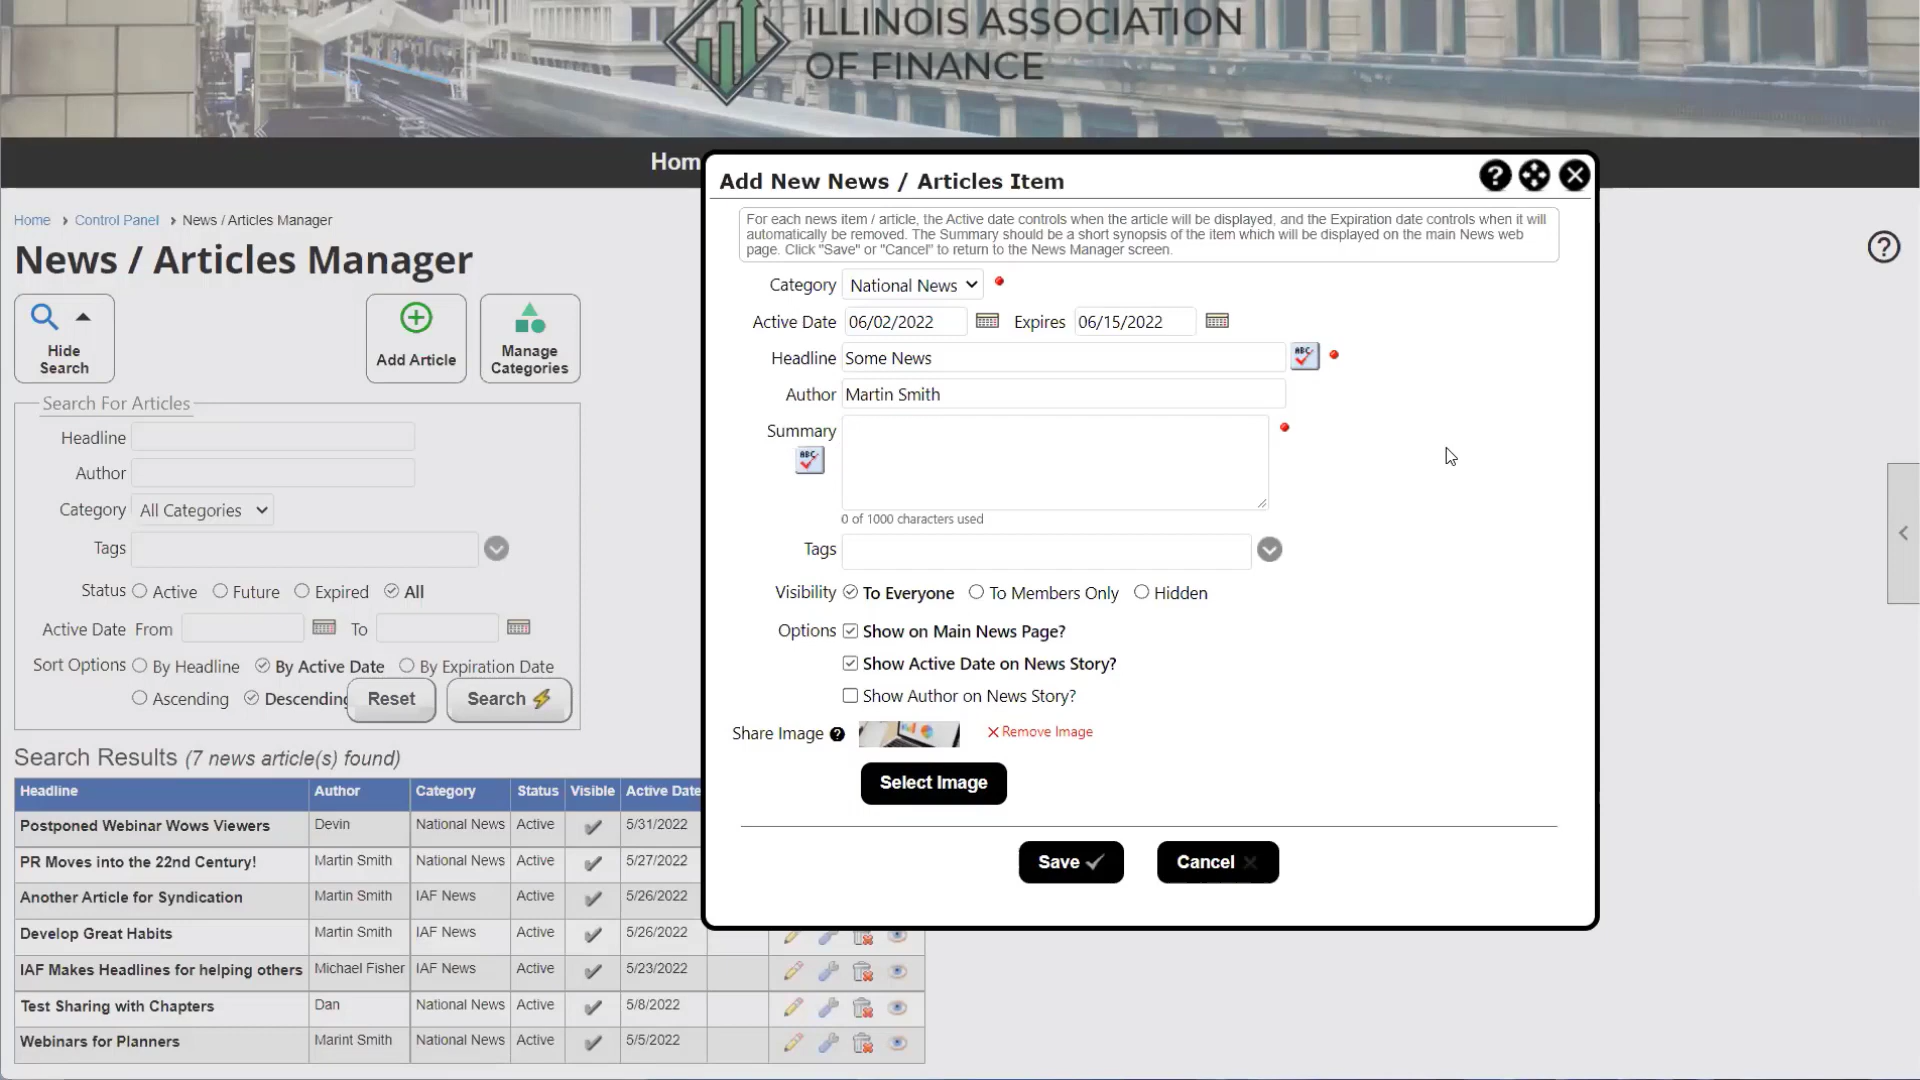 ILLINOIS ASSOCIATION
OF FINANCE
Hom
Home > Control Panel > News / Articles Manager
News / Articles Manager
Hide
Search
Add Article
Manage
Categories
Search For Articles
Headline
Author
Category All Categories
Tags
Status Active Future Expired All
Active Date From To
Sort Options By Headline By Active Date By Expiration Date
Ascending Descending
Reset
Search
Search Results (7 news article(s) found)
Headline Author Category Status Visible Active Date
Postponed Webinar Wows Viewers Devin National News Active 5/31/2022
PR Moves into the 22nd Century! Martin Smith National News Active 5/27/2022
Another Article for Syndication Martin Smith IAF News Active 5/26/2022
Develop Great Habits Martin Smith IAF News Active 5/26/2022
IAF Makes Headlines for helping others Michael Fisher IAF News Active 5/23/2022
Test Sharing with Chapters Dan National News Active 5/8/2022
Webinars for Planners Marint Smith National News Active 5/5/2022
Add New News / Articles Item
For each news item / article, the Active date controls when the article will be displayed, and the Expiration date controls when it will
automatically be removed. The Summary should be a short synopsis of the item which will be displayed on the main News web
page. Click "Save" or "Cancel" to return to the News Manager screen.
Category National News
Active Date 06/02/2022 Expires 06/15/2022
Headline Some News ABC
Author Martin Smith
Summary
ABC
0 of 1000 characters used
Tags
Visibility To Everyone To Members Only Hidden
Options Show on Main News Page?
Show Active Date on News Story?
Show Author on News Story?
Share Image ? Remove Image
Select Image
Save Cancel